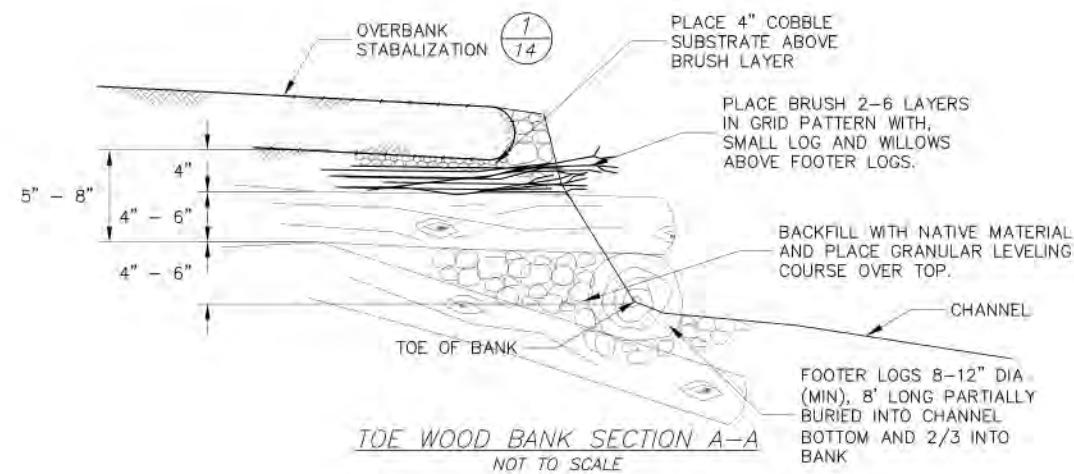 OVERBANK
STABALIZATION
1
14
PLACE 4" COBBLE
SUBSTRATE ABOVE
BRUSH LAYER
PLACE BRUSH 2-6 LAYERS
IN GRID PATTERN WITH,
SMALL LOG AND WILLOWS
ABOVE FOOTER LOGS.
5" - 8"
4"
4" - 6"
4" - 6"
BACKFILL WITH NATIVE MATERIAL
AND PLACE GRANULAR LEVELING
COURSE OVER TOP.
CHANNEL
TOE OF BANK
FOOTER LOGS 8-12" DIA
(MIN), 8' LONG PARTIALLY
BURIED INTO CHANNEL
BOTTOM AND 2/3 INTO
BANK
TOE WOOD BANK SECTION A-A
NOT TO SCALE